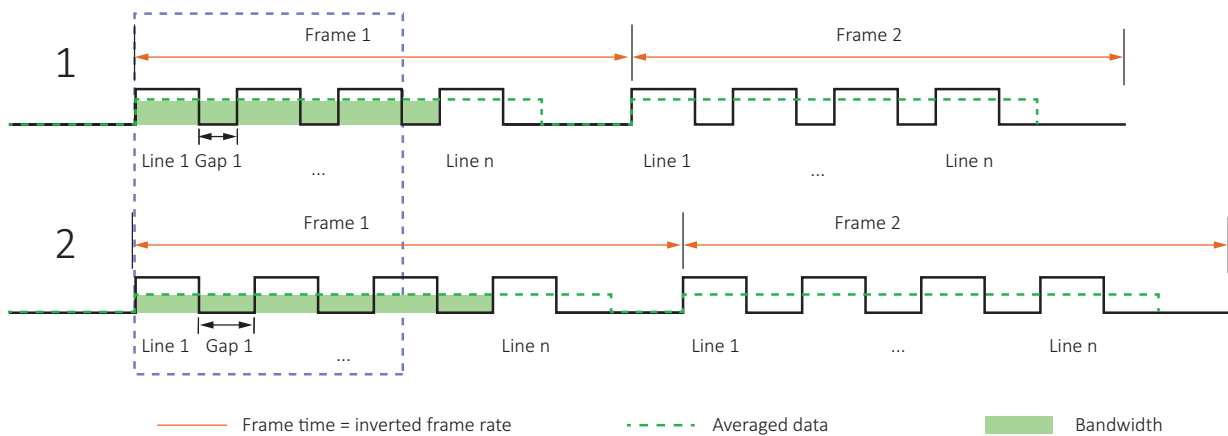 1
Frame 1
Frame 2
Line 1 Gap 1
...
Line n
Line 1
...
Line n
2
Frame 1
Frame 2
Line 1
Gap 1
...
Line n
Line 1
...
Line n
Frame time = inverted frame rate
Averaged data
Bandwidth